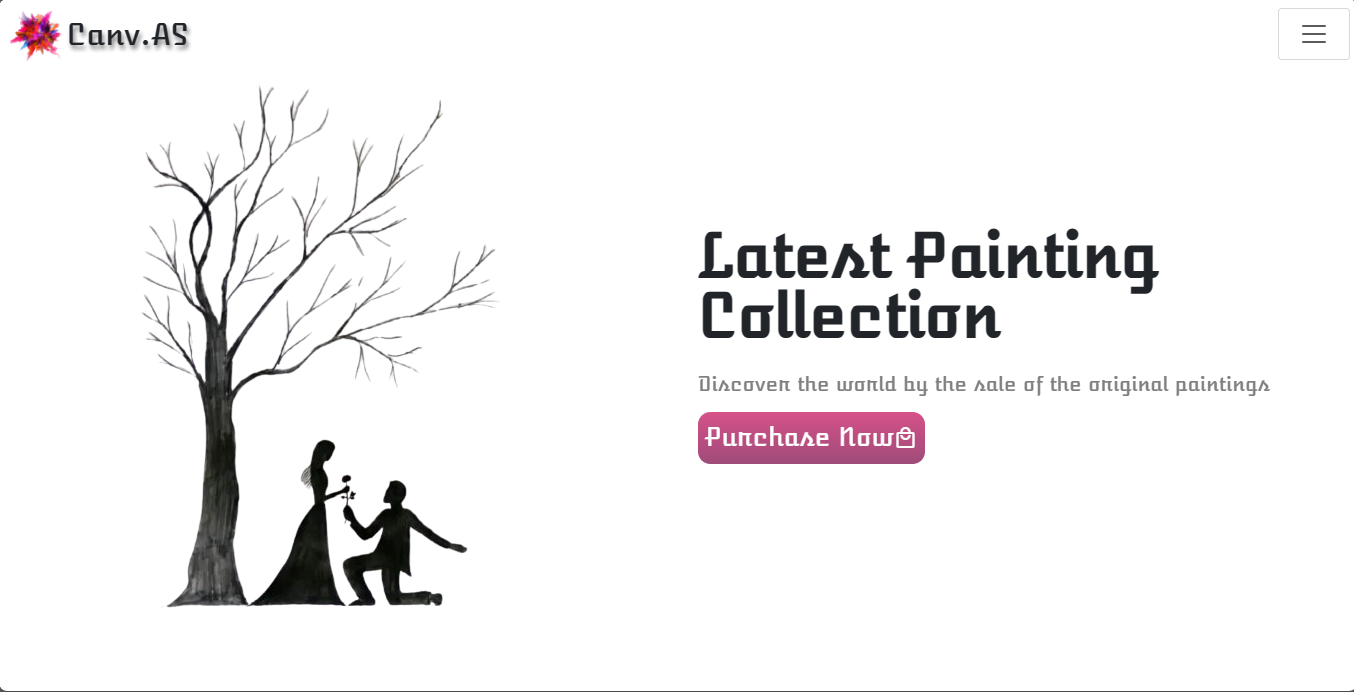 Canv.AS
Latest Painting
Collection
Discover the world by the sale of the original paintings
Purchase Now